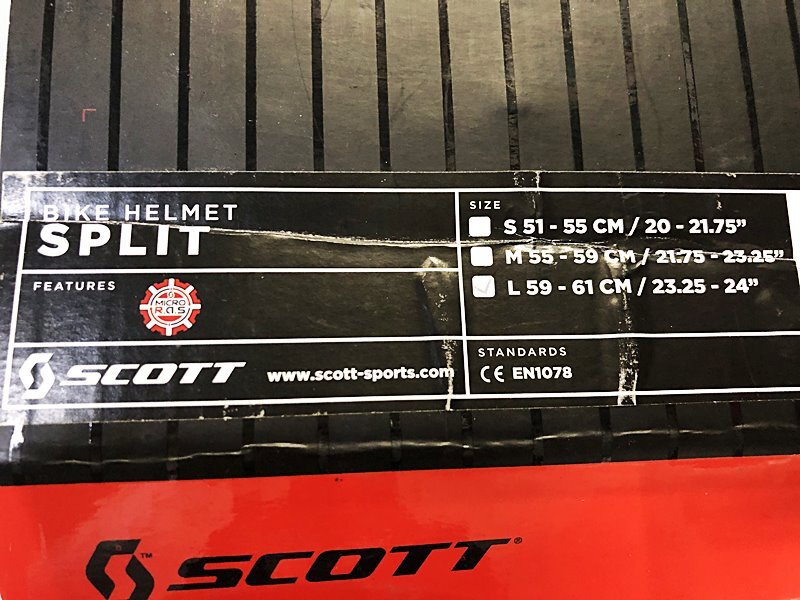 BIKE HELMET
SPLIT
FEATURES
MICRO
R.A.S
SCOTT
www.scott-sports.com
SIZE
S 51 - 55 CM / 20 - 21.75”
M 55 - 59 CM / 21.75 - 23.25”
L 59 - 61 CM / 23.25 - 24”
STANDARDS
CE EN1078
SCOTT®